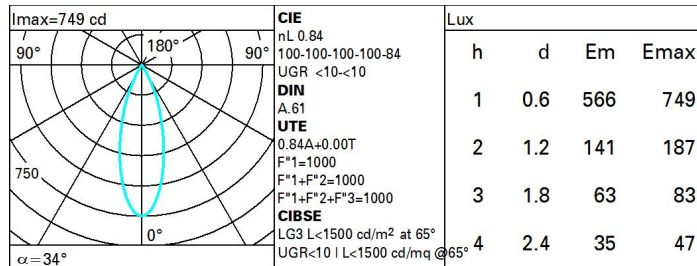 Imax=749 cd
90° 180° 90°
750
0°
α=34°
CIE
nL 0.84
100-100-100-100-84
UGR <10-<10
DIN
A.61
UTE
0.84A+0.00T
F"1=1000
F"1+F"2=1000
F"1+F"2+F"3=1000
CIBSE
LG3 L<1500 cd/m² at 65°
UGR<10 | L<1500 cd/mq @65°
Lux
h d Em Emax
1 0.6 566 749
2 1.2 141 187
3 1.8 63 83
4 2.4 35 47